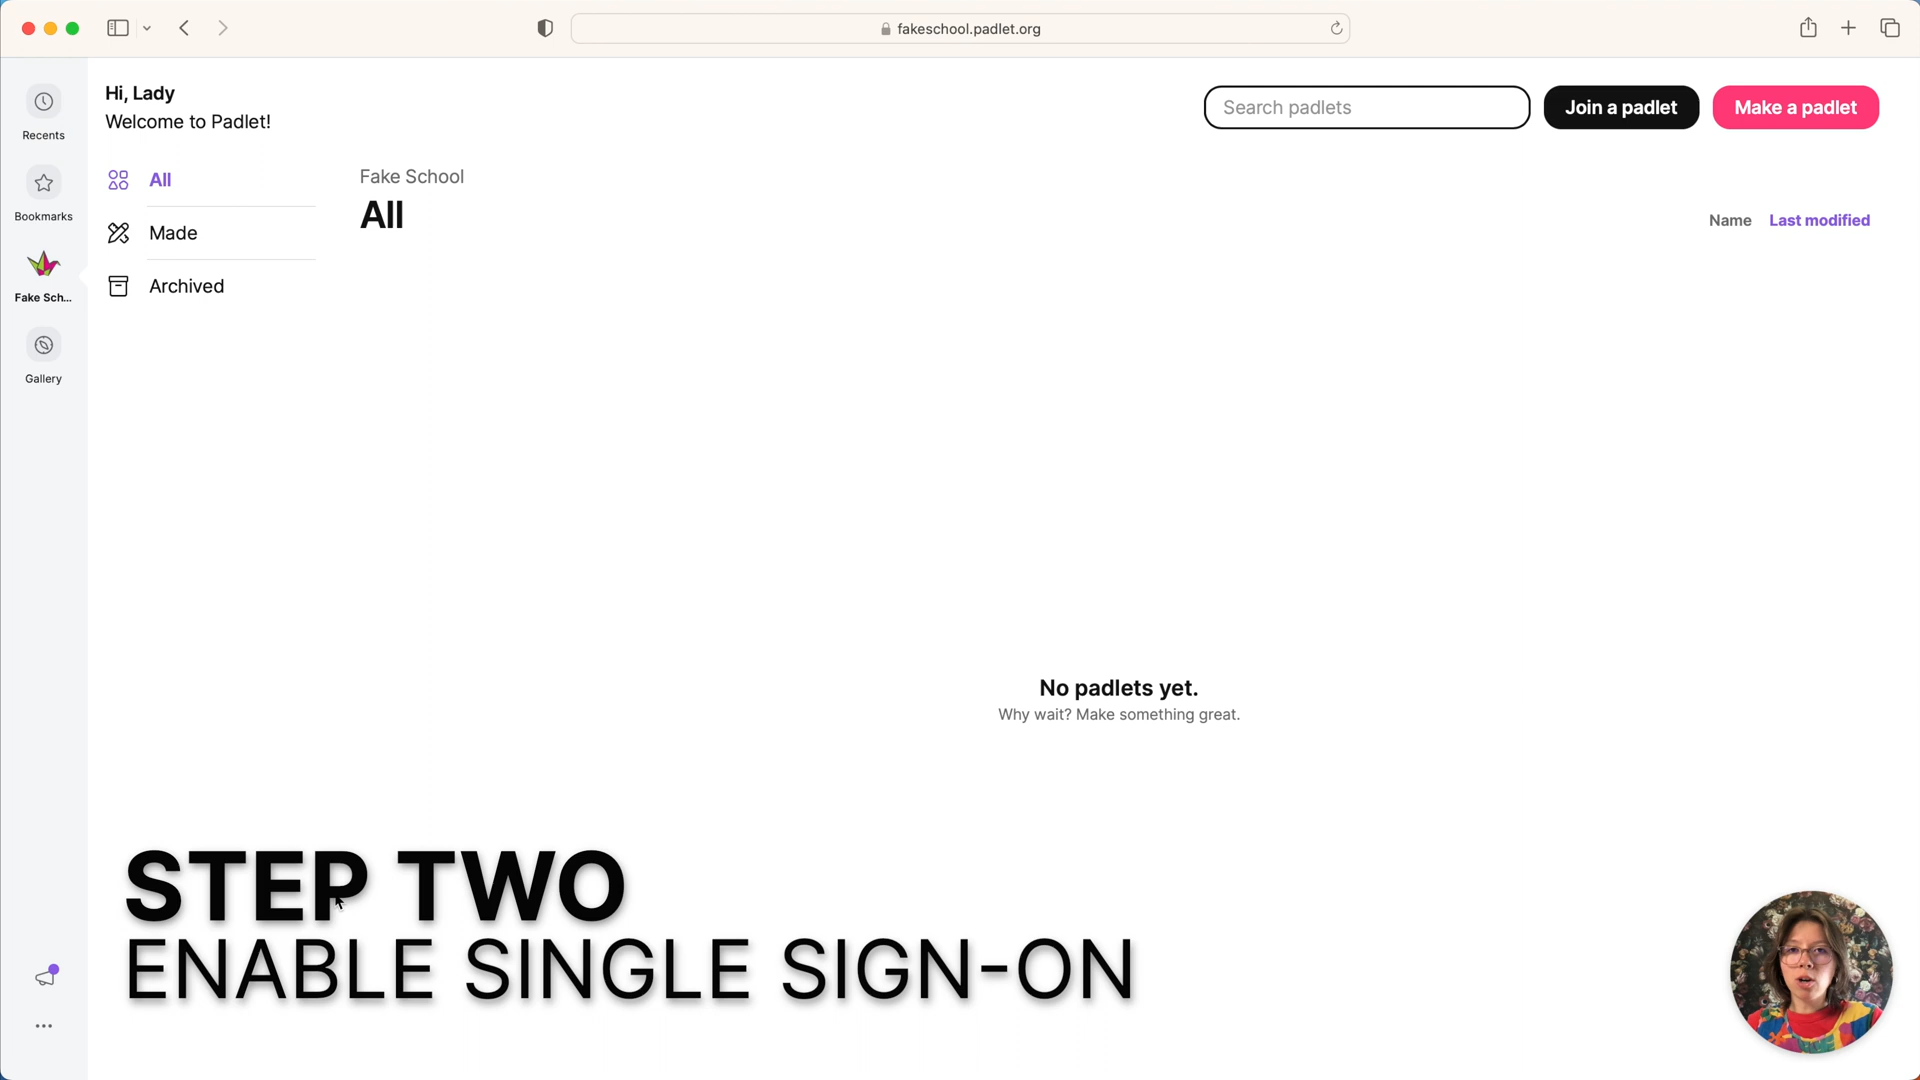 fakeschool.padlet.org
Hi, Lady
Welcome to Padlet!
Search padlets
Join a padlet
Make a padlet
Recents
Bookmarks
Fake Sch...
Gallery
All
Made
Archived
Fake School
All
Name
Last modified
No padlets yet.
Why wait? Make something great.
STEP TWO
ENABLE SINGLE SIGN-ON